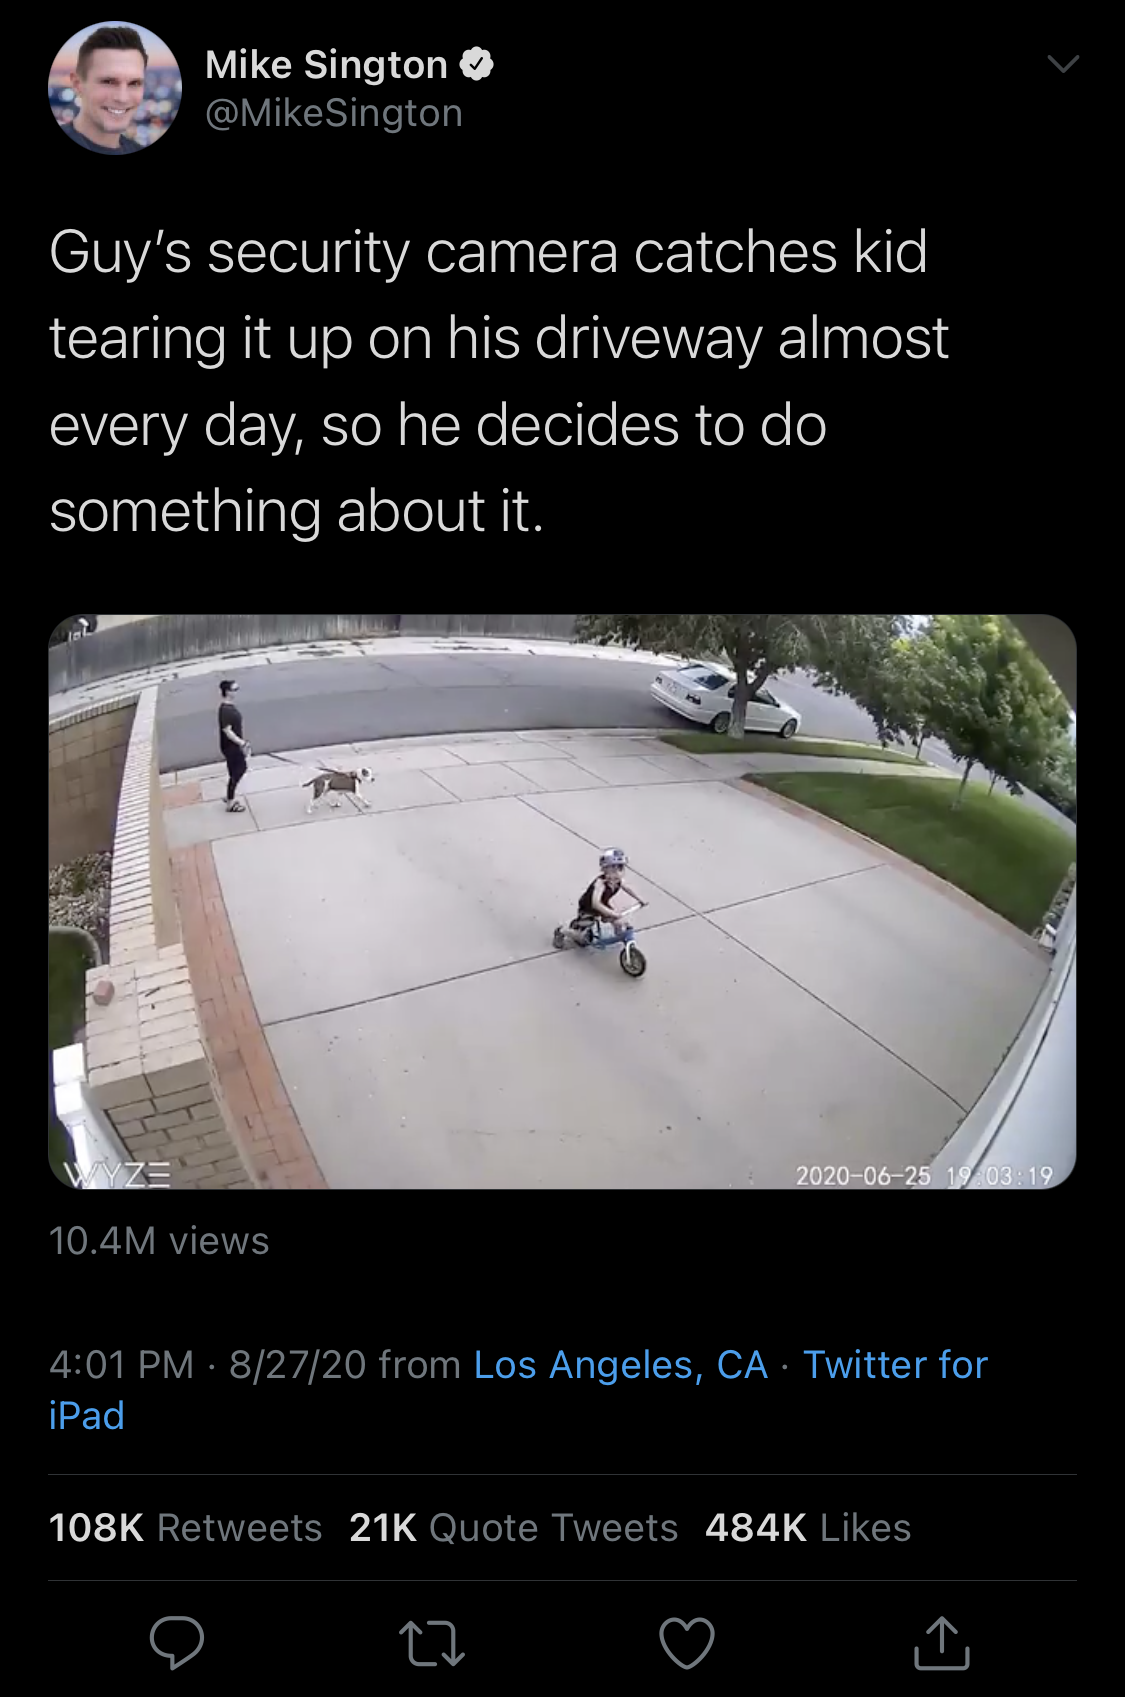 Mike Sington
@MikeSington
Guy's security camera catches kid
tearing it up on his driveway almost
every day, so he decides to do
something about it.
WYZE
2020-06-25 19:03:19
10.4M views
4:01 PM · 8/27/20 from Los Angeles, CA · Twitter for
iPad
108K Retweets 21K Quote Tweets 484K Likes